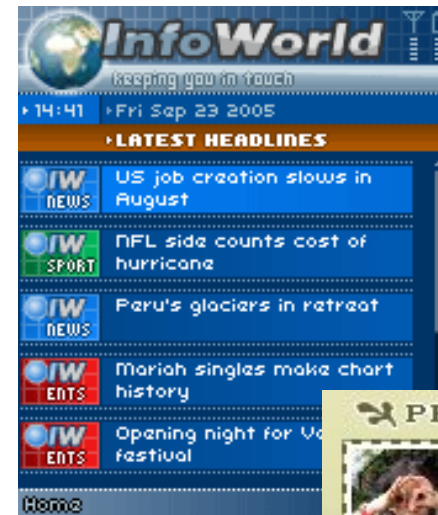 InfoWorld
keeping you in touch
14:41 Fri Sep 23 2005
LATEST HEADLINES
IW NEWS US job creation slows in
August
IW SPORT NFL side counts cost of
hurricane
IW NEWS Peru's glaciers in retreat
IW ENTS Mariah singles make chart
history
IW ENTS Opening night for
festival
Home